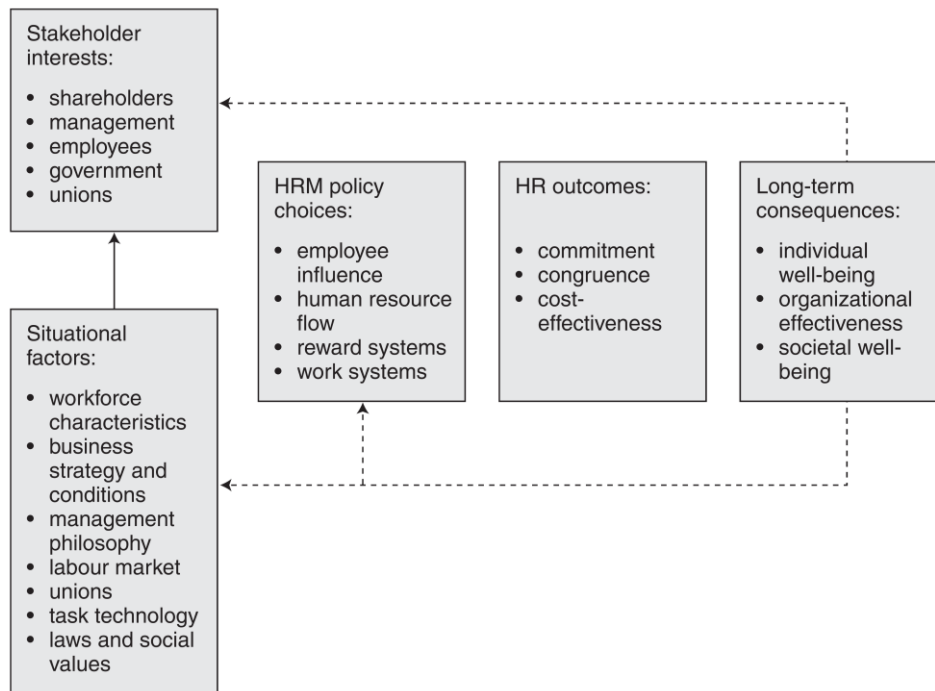 Stakeholder
interests:
• shareholders
• management
• employees
• government
• unions
HRM policy
choices:
• employee
influence
• human resource
flow
• reward systems
• work systems
HR outcomes:
• commitment
• congruence
• cost-
effectiveness
Long-term
consequences:
• individual
well-being
• organizational
effectiveness
• societal well-
being
Situational
factors:
• workforce
characteristics
• business
strategy and
conditions
• management
philosophy
• labour market
• unions
• task technology
• laws and social
values